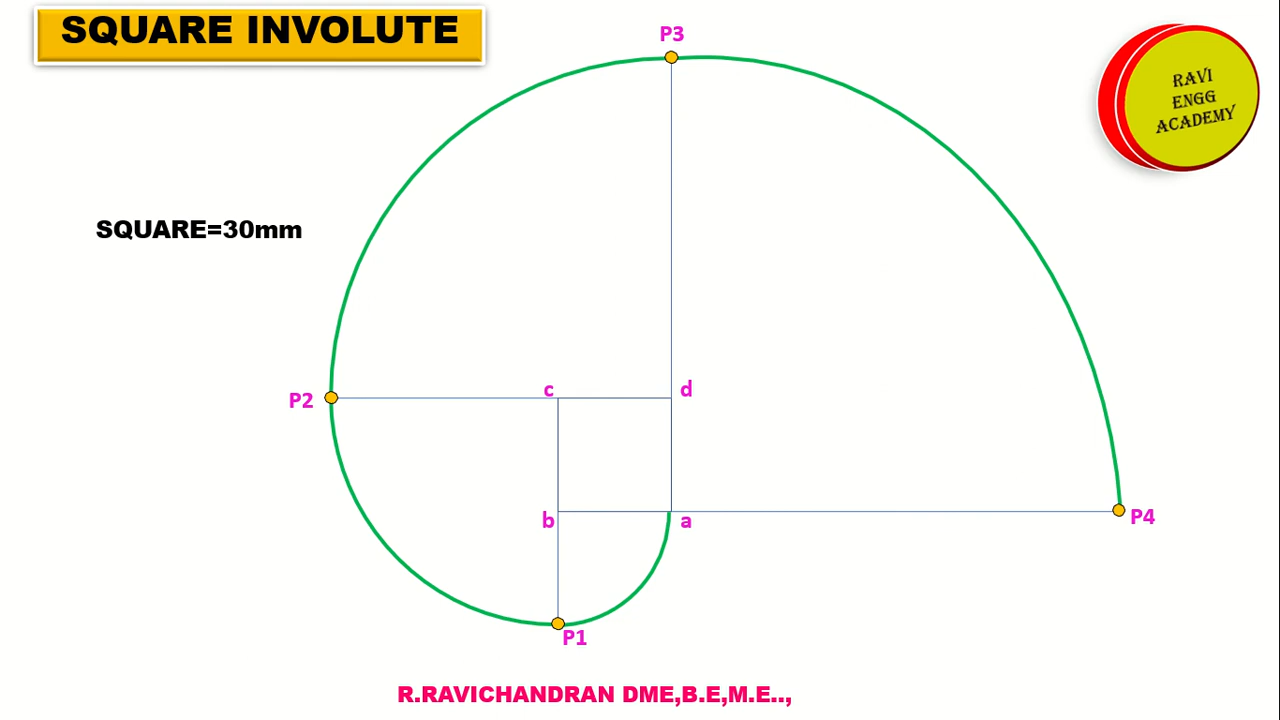 SQUARE INVOLUTE
P3
RAVI
ENGG
ACADEMY
SQUARE=30mm
c
d
P2
b
a
P4
P1
R.RAVICHANDRAN DME,B.E,M.E..,